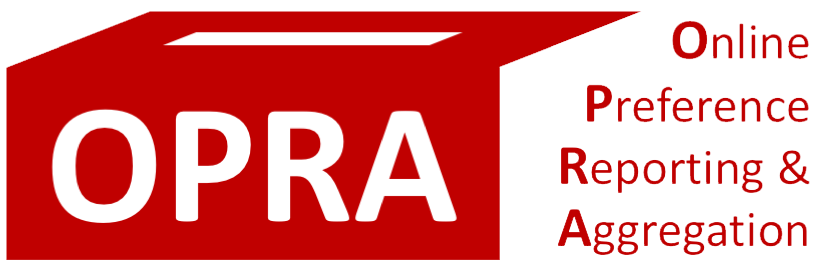 OPRA
Online
Preference
Reporting &
Aggregation